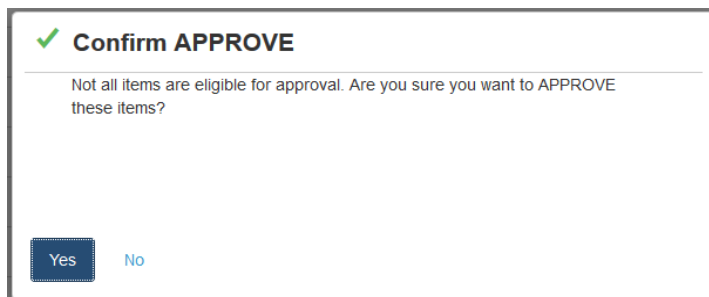 Confirm APPROVE
Not all items are eligible for approval. Are you sure you want to APPROVE
these items?
Yes No